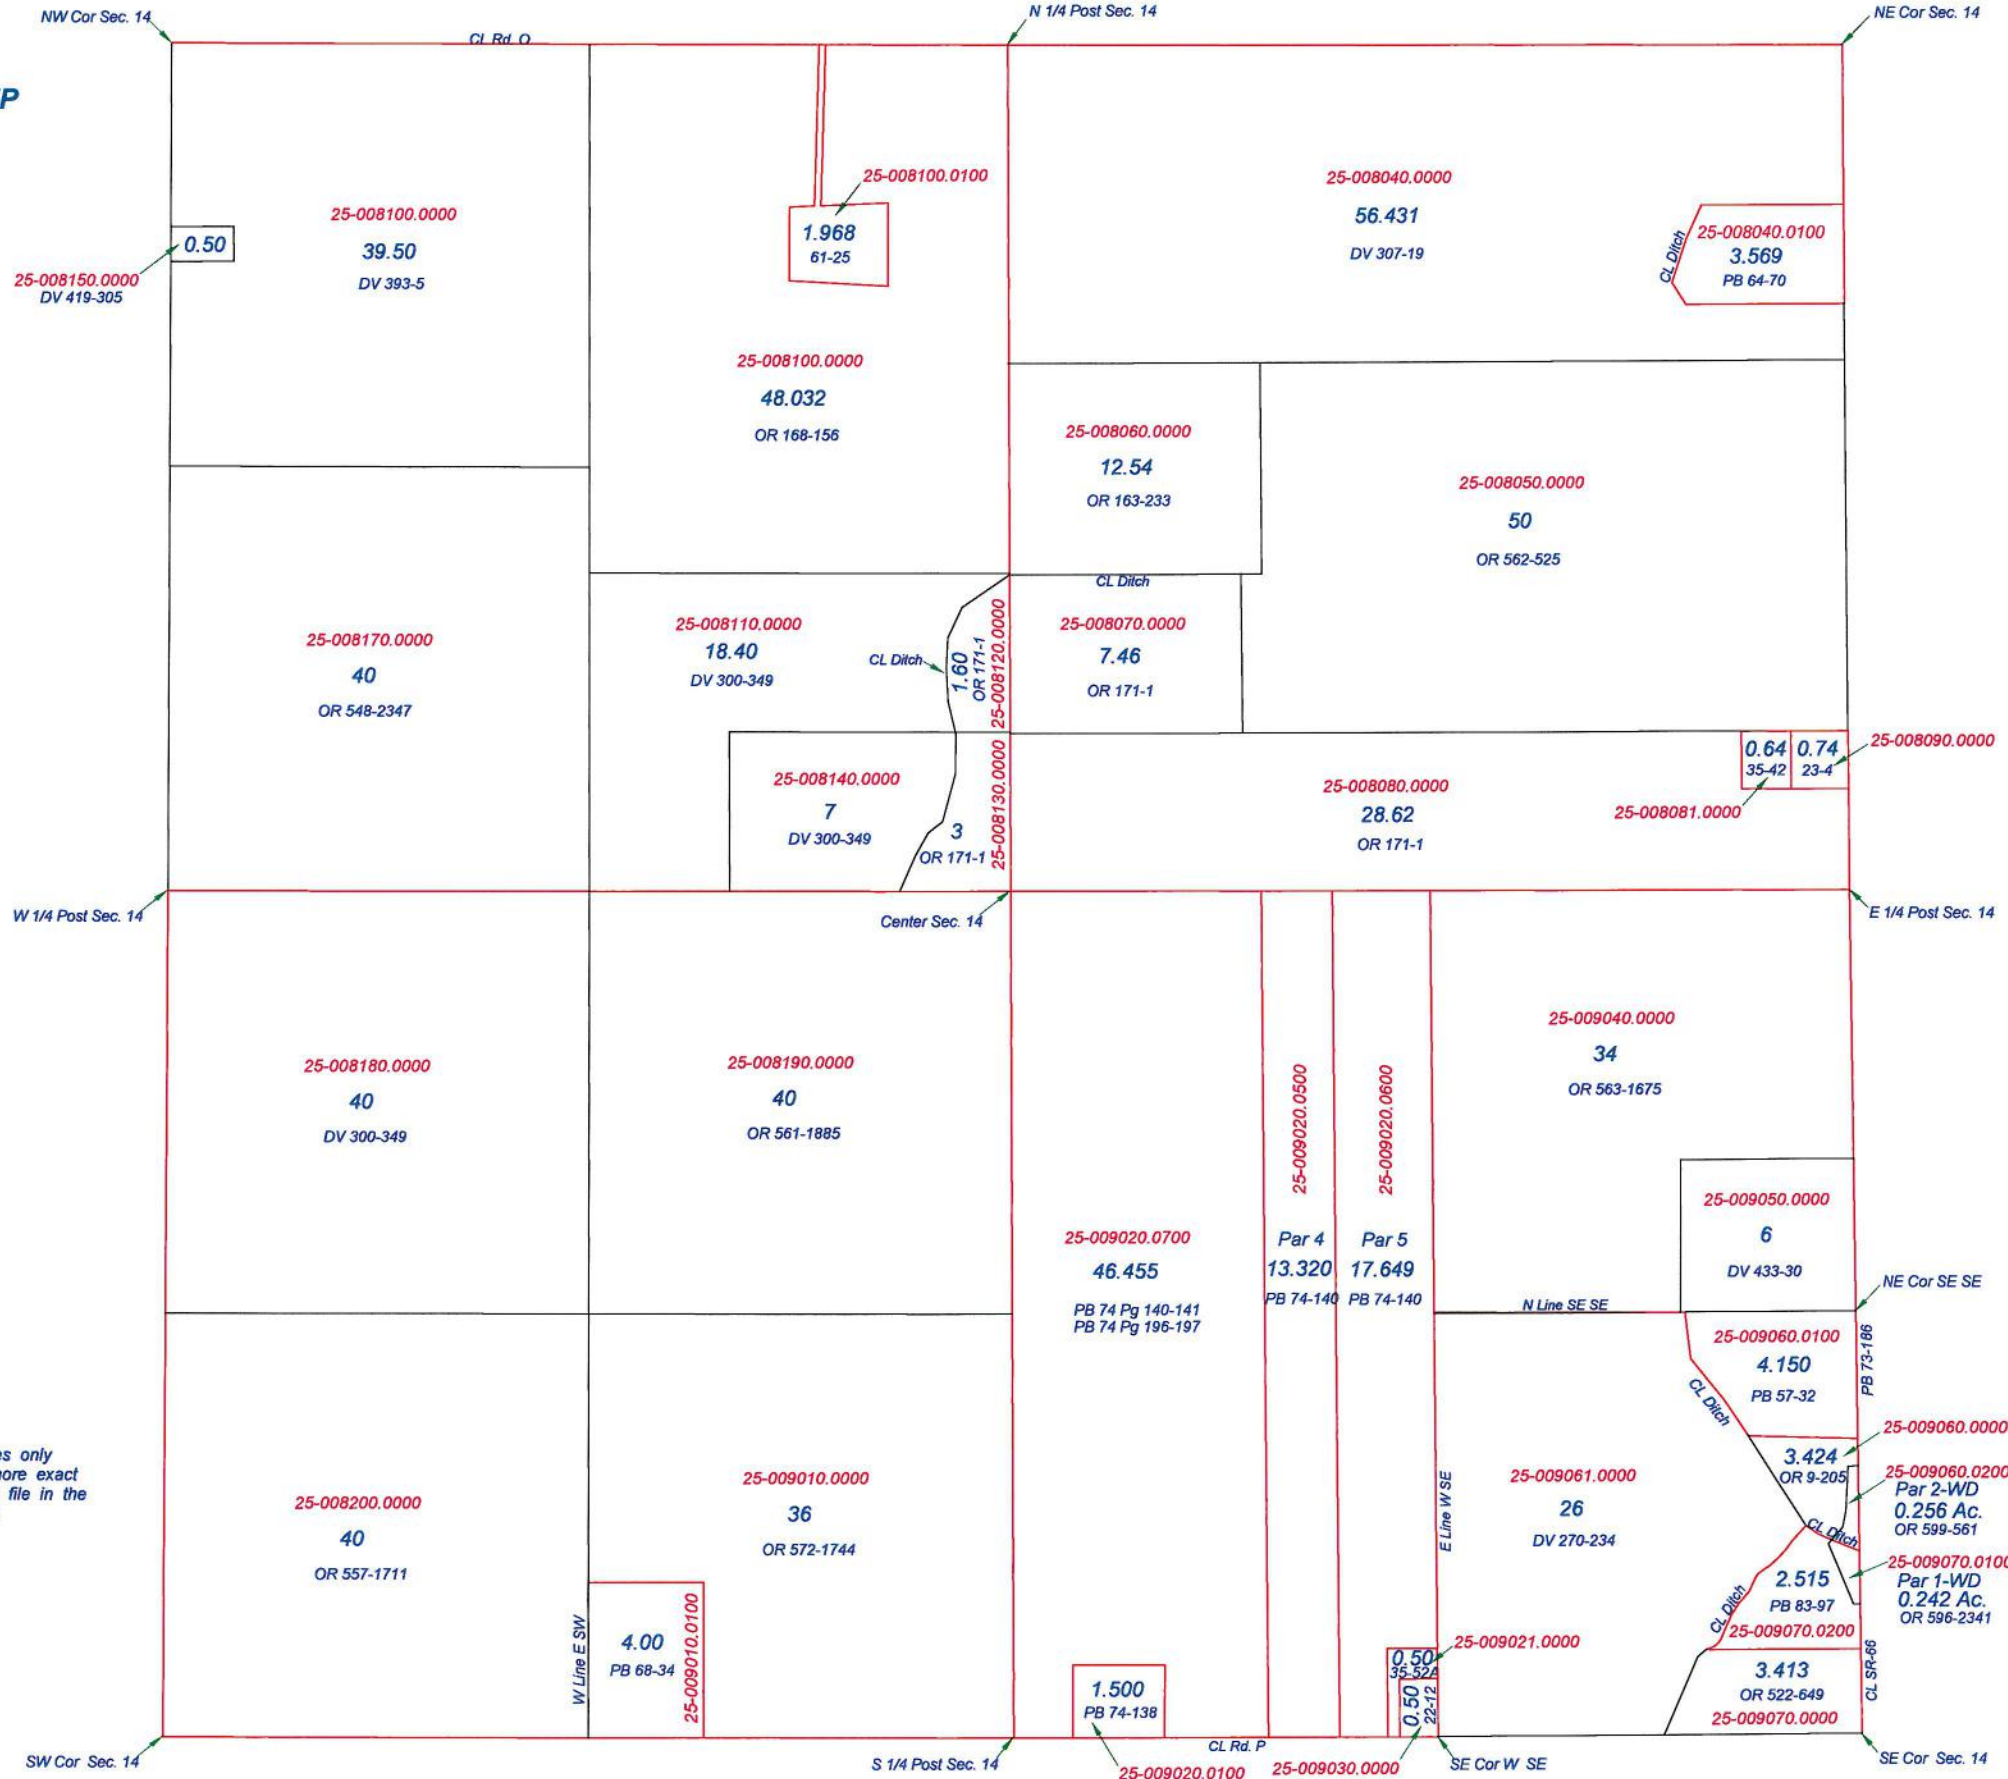 NW Cor Sec. 14
N 1/4 Post Sec. 14
NE Cor Sec. 14
CL Rd. O
25-008100.0000
39.50
DV 393-5
0.50
25-008150.0000
DV 419-305
25-008100.0100
1.968
61-25
25-008100.0000
48.032
OR 168-156
25-008040.0000
56.431
DV 307-19
CL Ditch
25-008040.0100
3.569
PB 64-70
25-008060.0000
12.54
OR 163-233
25-008050.0000
50
OR 562-525
CL Ditch
25-008170.0000
40
OR 548-2347
25-008110.0000
18.40
DV 300-349
CL Ditch
1.60
OR 171-1
25-008120.0000
25-008070.0000
7.46
OR 171-1
25-008140.0000
7
DV 300-349
3
OR 171-1
25-008130.0000
25-008080.0000
28.62
OR 171-1
0.64
35-42
0.74
23-4
25-008090.0000
25-008081.0000
W 1/4 Post Sec. 14
Center Sec. 14
E 1/4 Post Sec. 14
25-008180.0000
40
DV 300-349
25-008190.0000
40
OR 561-1885
25-009020.0700
46.455
PB 74 Pg 140-141
PB 74 Pg 196-197
25-009020.0500
Par 4
13.320
PB 74-140
25-009020.0600
Par 5
17.649
PB 74-140
25-009040.0000
34
OR 563-1675
25-009050.0000
6
DV 433-30
NE Cor SE SE
N Line SE SE
25-009060.0100
4.150
PB 57-32
PB 73-186
CL Ditch
25-009060.0000
3.424
OR 9-205
25-009060.0200
Par 2-WD
0.256 Ac.
OR 599-561
CL Ditch
25-009070.0100
Par 1-WD
0.242 Ac.
OR 596-2341
E Line W SE
25-009061.0000
26
DV 270-234
CL Ditch
2.515
PB 83-97
25-009070.0200
3.413
OR 522-649
25-009070.0000
CL SR-66
es only
ore exact
file in the
25-008200.0000
40
OR 557-1711
25-009010.0000
36
OR 572-1744
W Line E SW
4.00
PB 68-34
25-009010.0100
1.500
PB 74-138
25-009020.0100
0.50
35-52A
25-009021.0000
0.50
22-12
25-009030.0000
CL Rd. P
SW Cor Sec. 14
S 1/4 Post Sec. 14
SE Cor W SE
SE Cor Sec. 14